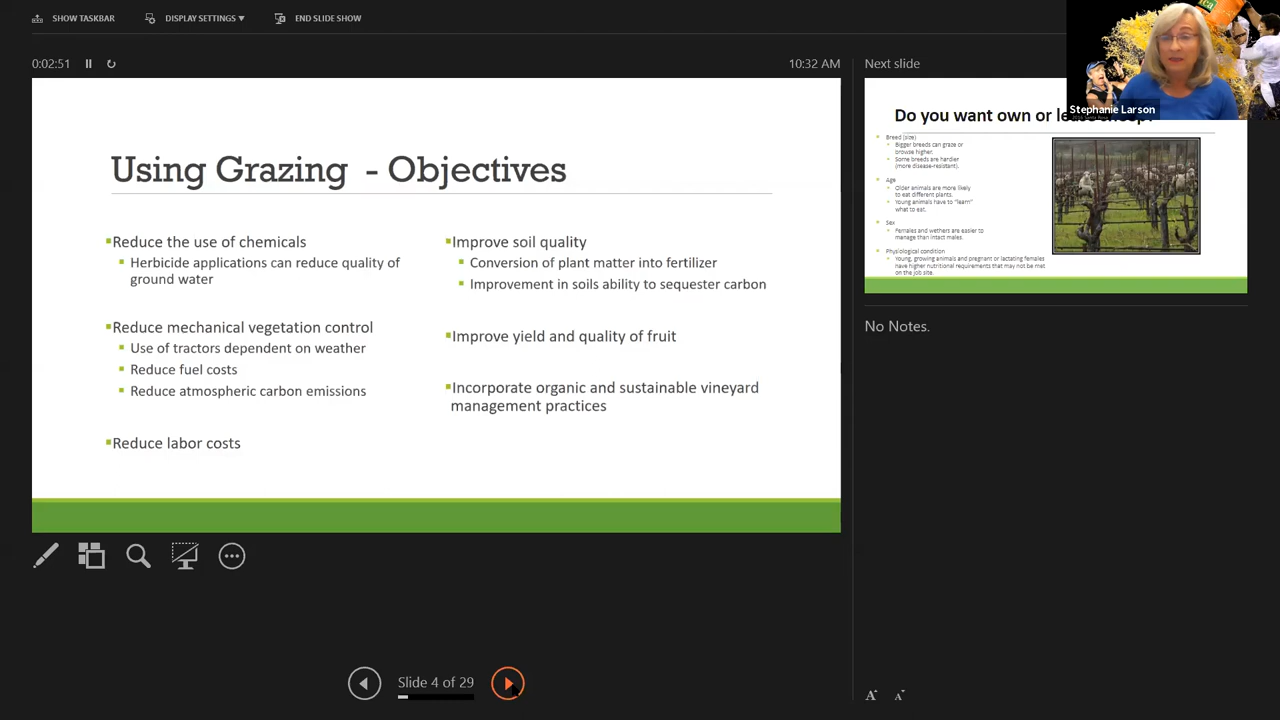 SHOW TASKBAR
DISPLAY SETTINGS ▼
END SLIDE SHOW
0:02:51
10:32 AM
Using Grazing - Objectives
Reduce the use of chemicals
Herbicide applications can reduce quality of
ground water
Reduce mechanical vegetation control
Use of tractors dependent on weather
Reduce fuel costs
Reduce atmospheric carbon emissions
Reduce labor costs
Improve soil quality
Conversion of plant matter into fertilizer
Improvement in soils ability to sequester carbon
Improve yield and quality of fruit
Incorporate organic and sustainable vineyard
management practices
Slide 4 of 29
Next slide
Stephanie Larson
Do you want own or
Breed (size)
Bigger breeds can graze or
browse higher.
Some breeds are hardier
(more disease-resistant).
Age
Older animals are more likely
to eat different plants.
Young animals have to "learn"
what to eat.
Sex
Females and wethers are easier to
manage than intact males.
Physiological condition
Young, growing animals and pregnant or lactating females
have higher nutritional requirements that may not be met
on the job site.
No Notes.
A A